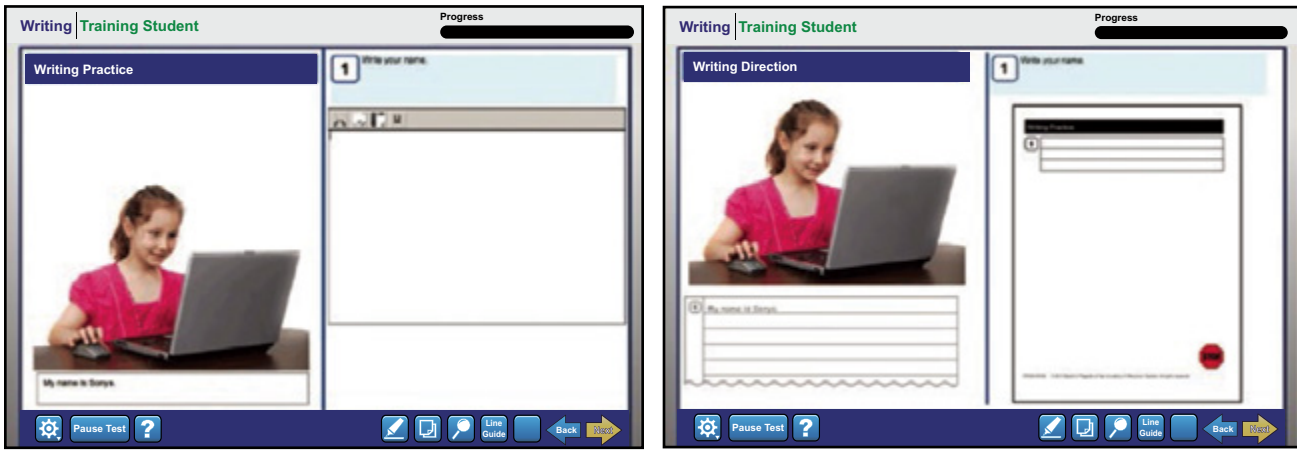 Writing Training Student
Progress
Writing Practice
1
Write your name.
My name is Sonya.
Pause Test
?
Line
Guide
Back
Next
Writing Training Student
Progress
Writing Direction
1
Write your name.
Writing Practice
My name is Sonya.
STOP
Pause Test
?
Line
Guide
Back
Next